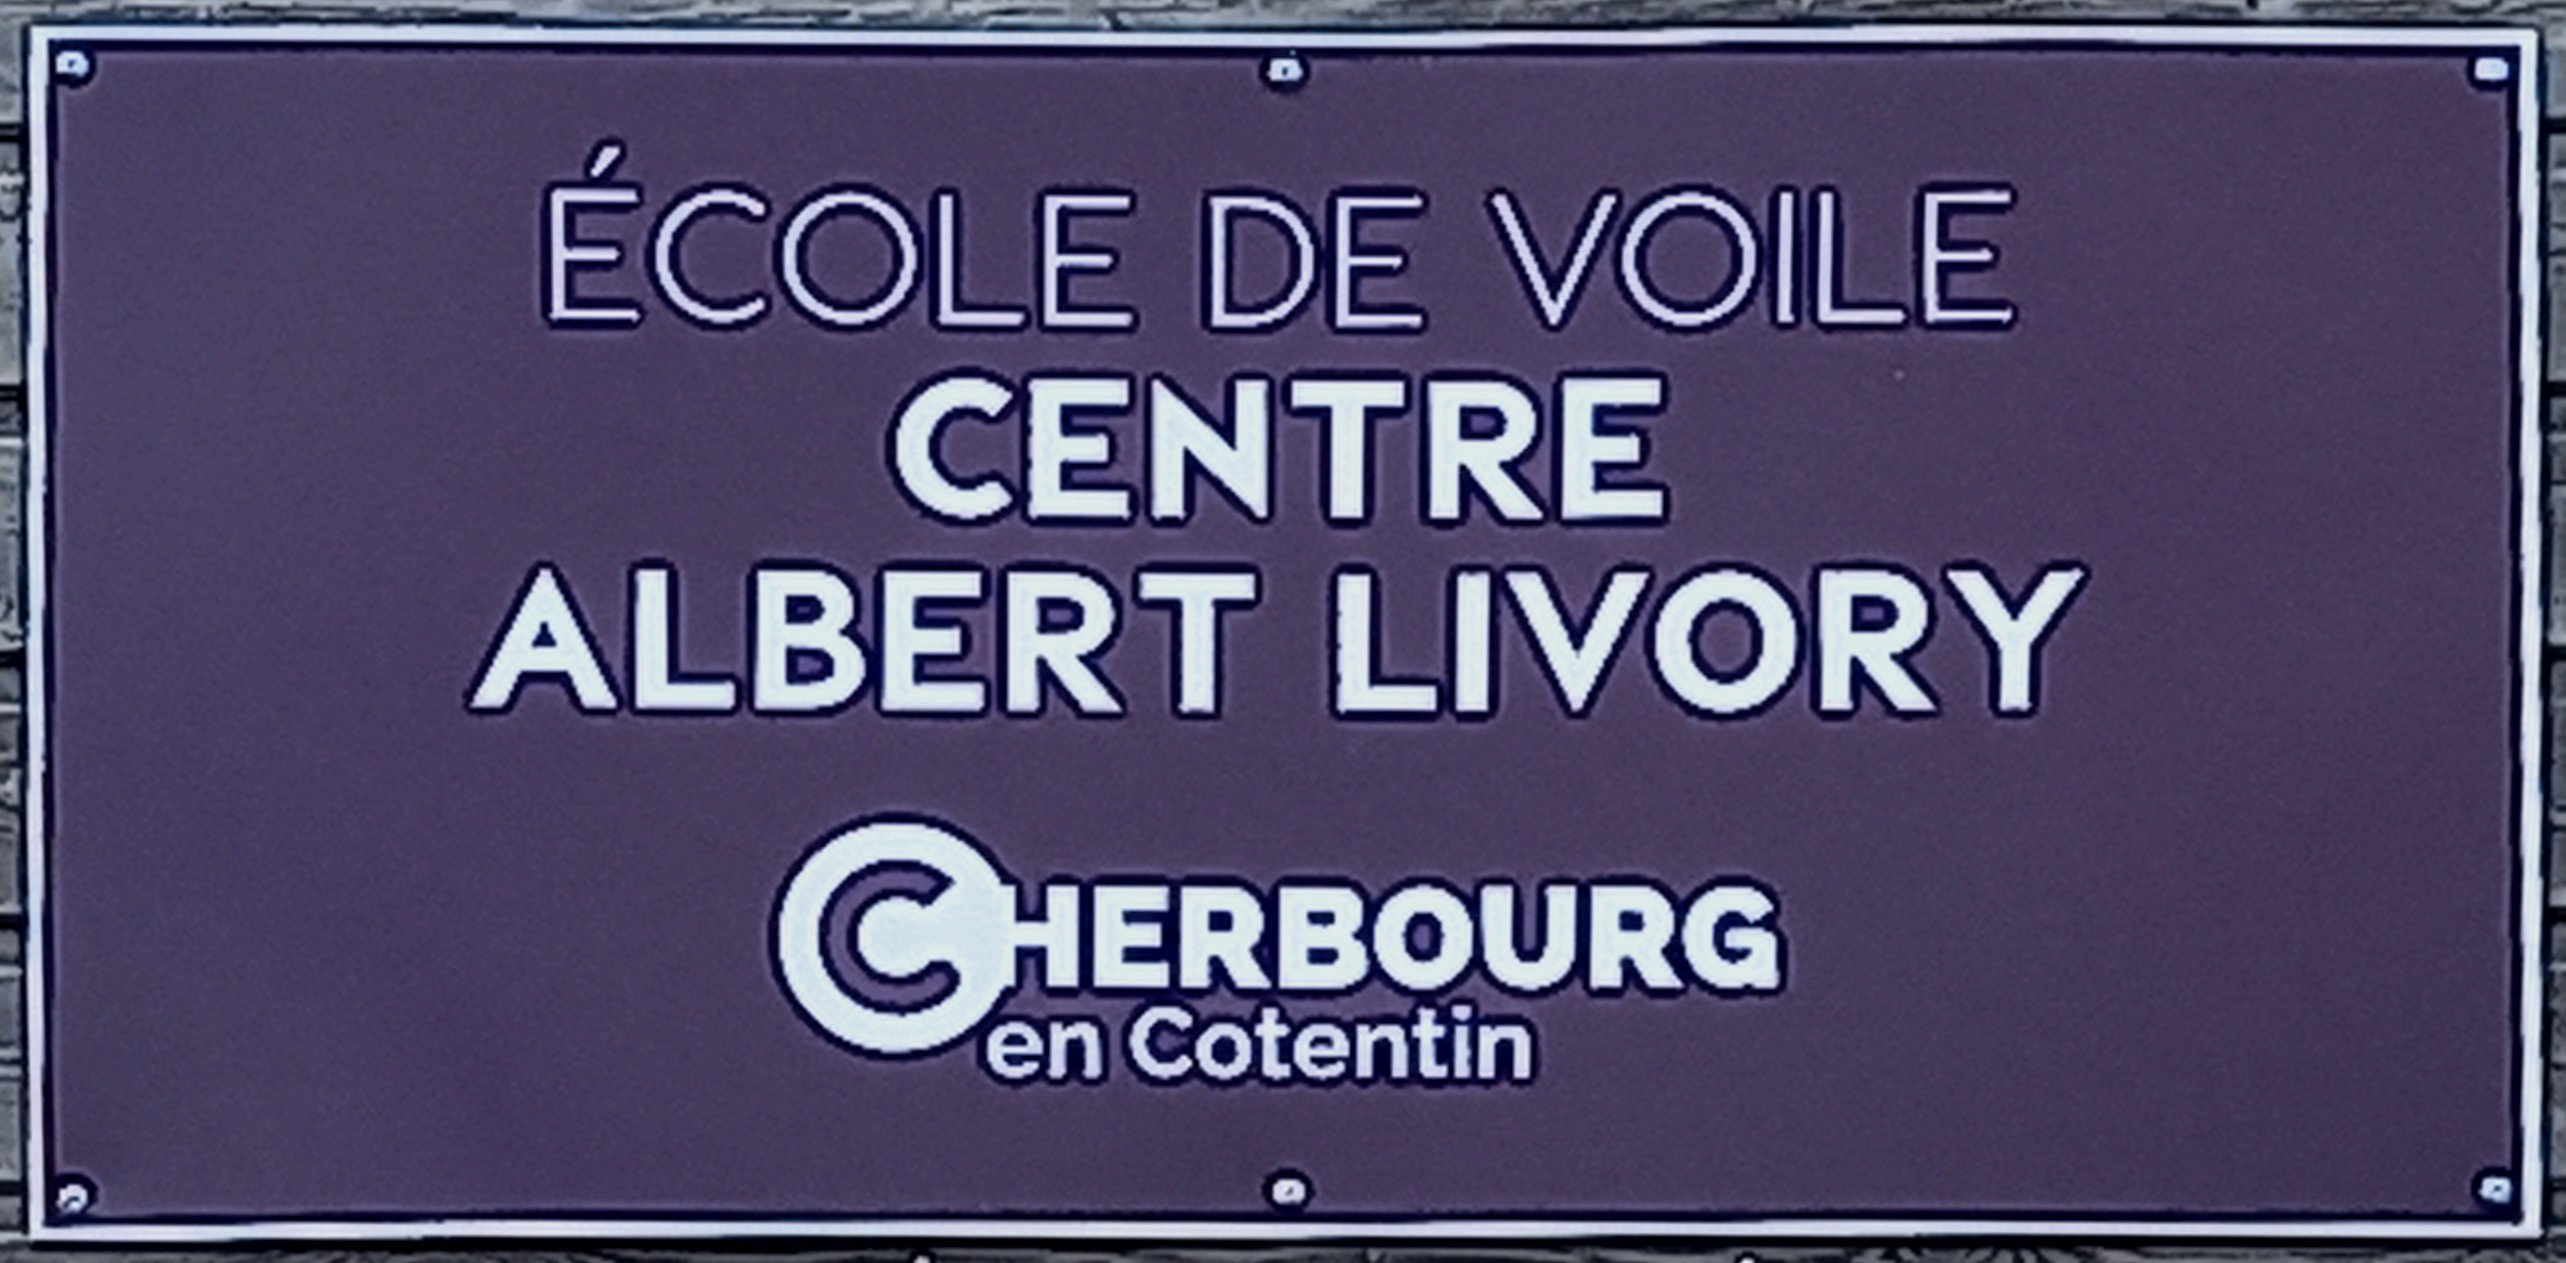 ÉCOLE DE VOILE
CENTRE
ALBERT LIVORY
CHERBOURG
en Cotentin